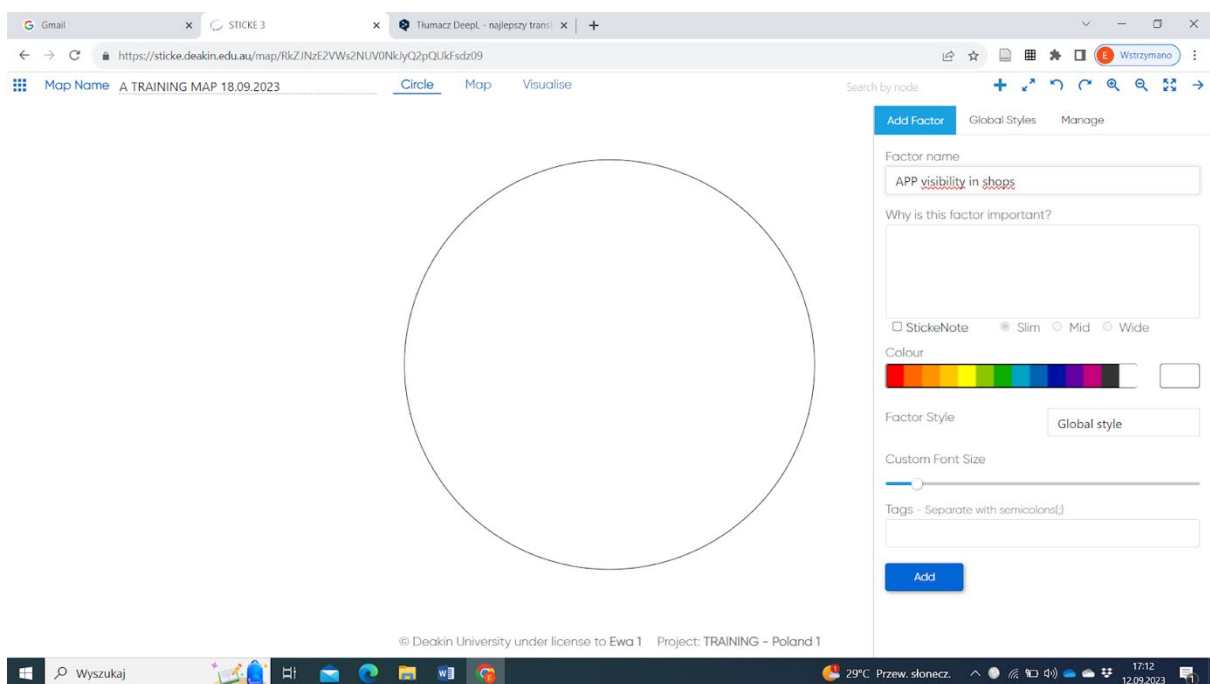 Gmail
STICKE 3
Tłumacz DeepL - najlepszy transl
https://sticke.deakin.edu.au/map/RkZJNzE2VWs2NUV0NkJyQ2pQUkFsdz09
E Wstrzymano
Map Name A TRAINING MAP 18.09.2023
Circle Map Visualise
Search by node
Add Factor Global Styles Manage
Factor name
APP visibility in shops
Why is this factor important?
StickeNote Slim Mid Wide
Colour
Factor Style Global style
Custom Font Size
Tags - Separate with semicolons(;)
Add
© Deakin University under license to Ewa 1 Project: TRAINING - Poland 1
Wyszukaj
29°C Przew. słonecz.
17:12
12.09.2023